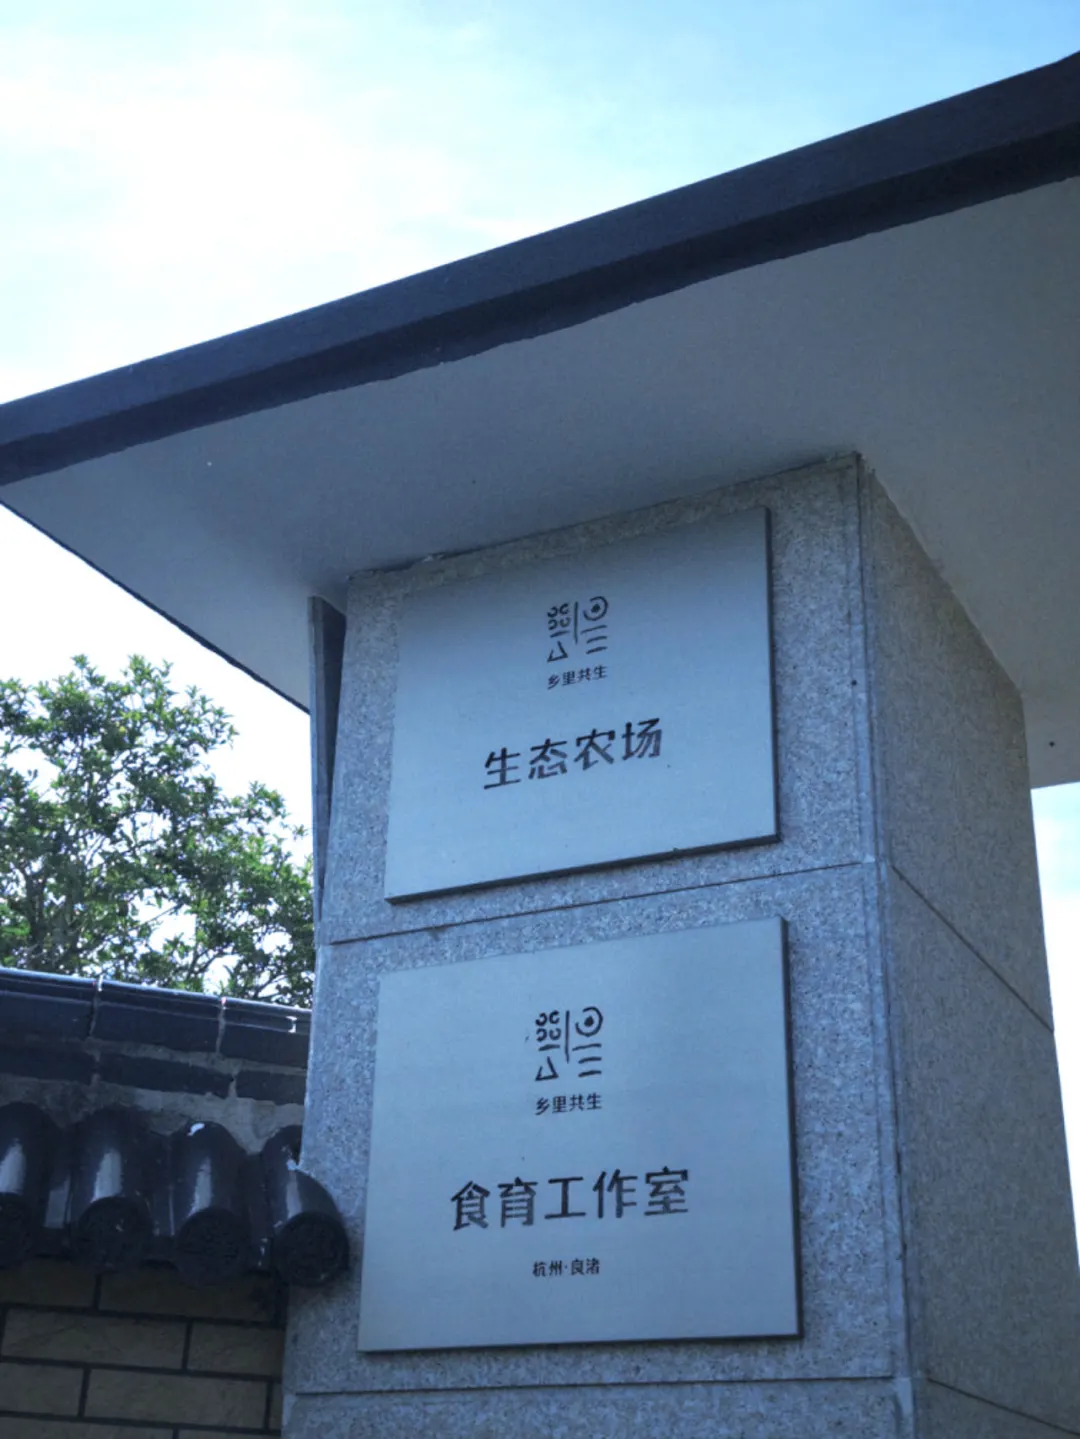 乡里共生
生态农场
乡里共生
食育工作室
杭州·良渚